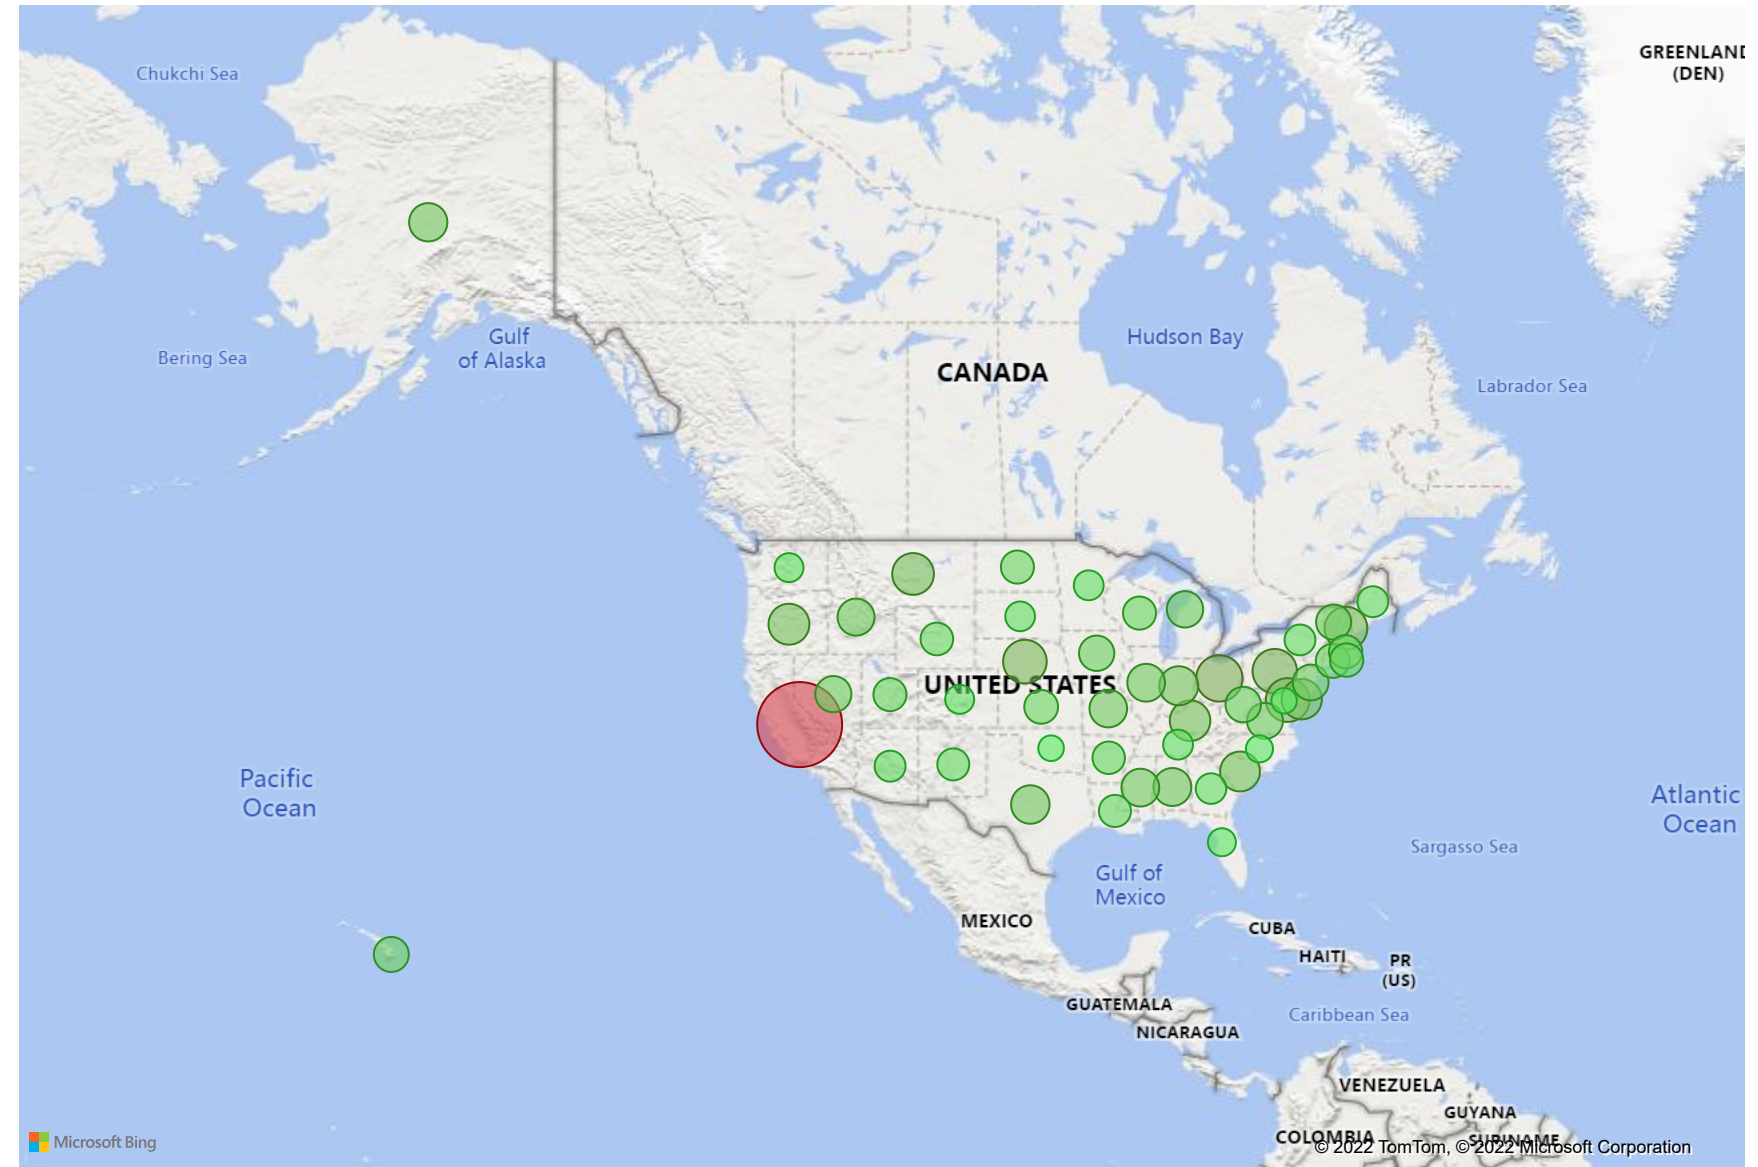 GREENLAND
(DEN)
Chukchi Sea
Gulf
of Alaska
Hudson Bay
Bering Sea
CANADA
Labrador Sea
UNITED STATES
Pacific
Ocean
Atlantic
Ocean
Sargasso Sea
Gulf of
Mexico
MEXICO
CUBA
HAITI
PR
(US)
GUATEMALA
Caribbean Sea
NICARAGUA
VENEZUELA
GUYANA
COLOMBIA
SURINAME
Microsoft Bing
© 2022 TomTom, © 2022 Microsoft Corporation